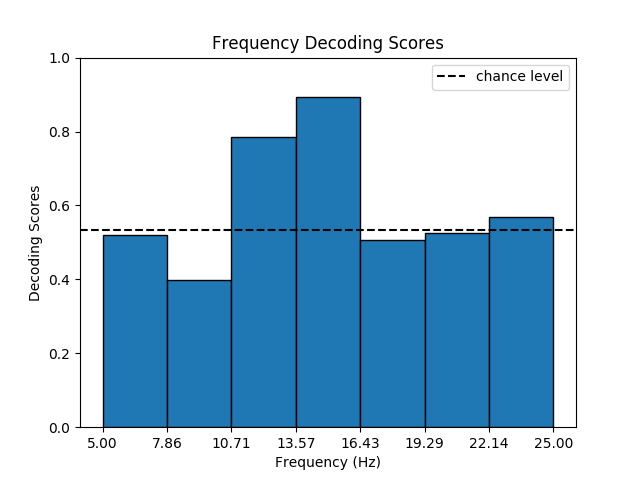 Frequency Decoding Scores
chance level
1.0
0.8
0.6
0.4
0.2
0.0
Decoding Scores
5.00 7.86 10.71 13.57 16.43 19.29 22.14 25.00
Frequency (Hz)